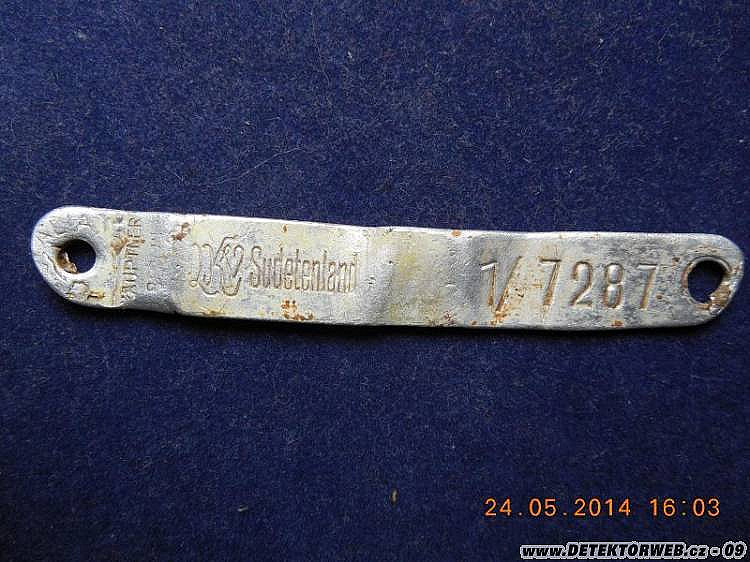 Sudetenland
1/7287
24.05.2014 16:03
www.DETEKTORWEB.cz - 09